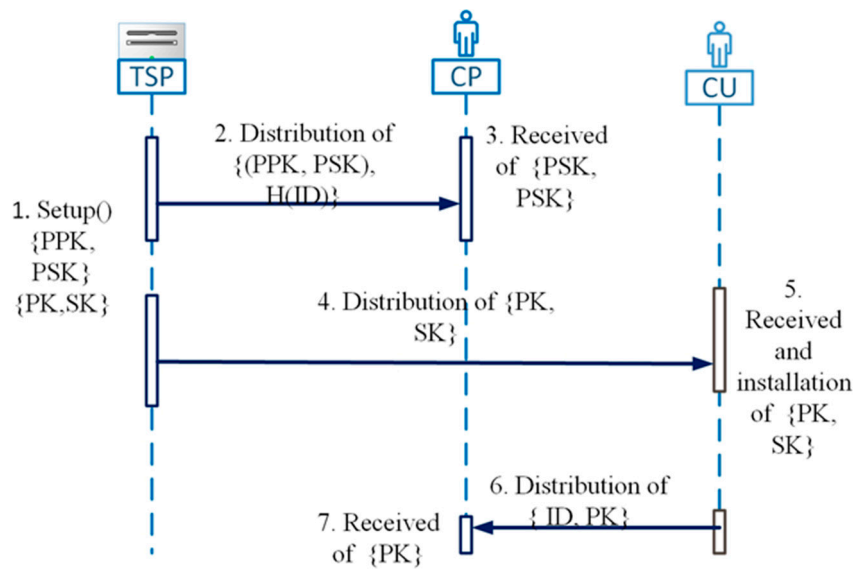 TSP
CP
CU
1. Setup()
{PPK,
PSK}
{PK,SK}
2. Distribution of
{(PPK, PSK),
H(ID)}
3. Received
of {PSK,
PSK}
4. Distribution of {PK,
SK}
5.
Received
and
installation
of {PK,
SK}
6. Distribution of
{ ID, PK}
7. Received
of {PK}